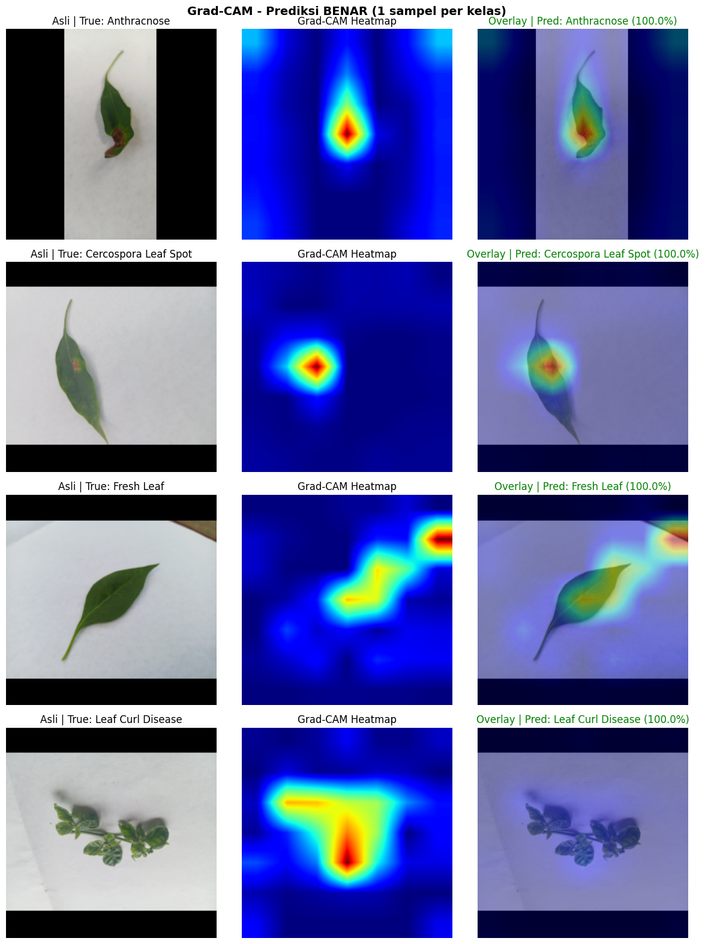 Grad-CAM - Prediksi BENAR (1 sampel per kelas)
Asli | True: Anthracnose
Grad-CAM Heatmap
Overlay | Pred: Anthracnose (100.0%)
Asli | True: Cercospora Leaf Spot
Grad-CAM Heatmap
Overlay | Pred: Cercospora Leaf Spot (100.0%)
Asli | True: Fresh Leaf
Grad-CAM Heatmap
Overlay | Pred: Fresh Leaf (100.0%)
Asli | True: Leaf Curl Disease
Grad-CAM Heatmap
Overlay | Pred: Leaf Curl Disease (100.0%)